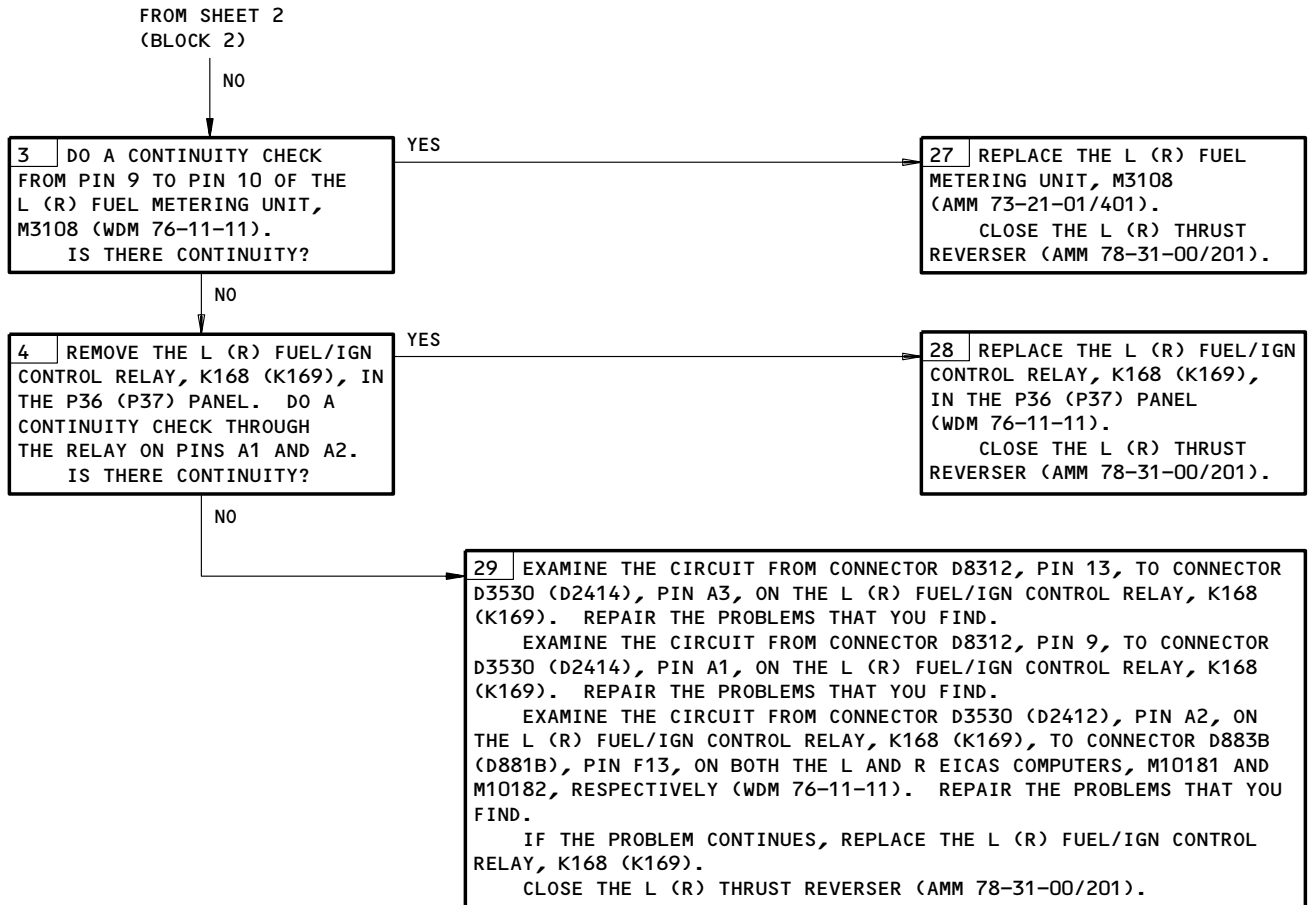 FROM SHEET 2
(BLOCK 2)
NO
3 DO A CONTINUITY CHECK
FROM PIN 9 TO PIN 10 OF THE
L (R) FUEL METERING UNIT,
M3108 (WDM 76-11-11).
IS THERE CONTINUITY?
YES
27 REPLACE THE L (R) FUEL
METERING UNIT, M3108
(AMM 73-21-01/401).
CLOSE THE L (R) THRUST
REVERSER (AMM 78-31-00/201).
NO
4 REMOVE THE L (R) FUEL/IGN
CONTROL RELAY, K168 (K169), IN
THE P36 (P37) PANEL. DO A
CONTINUITY CHECK THROUGH
THE RELAY ON PINS A1 AND A2.
IS THERE CONTINUITY?
YES
28 REPLACE THE L (R) FUEL/IGN
CONTROL RELAY, K168 (K169),
IN THE P36 (P37) PANEL
(WDM 76-11-11).
CLOSE THE L (R) THRUST
REVERSER (AMM 78-31-00/201).
NO
29 EXAMINE THE CIRCUIT FROM CONNECTOR D8312, PIN 13, TO CONNECTOR
D3530 (D2414), PIN A3, ON THE L (R) FUEL/IGN CONTROL RELAY, K168
(K169). REPAIR THE PROBLEMS THAT YOU FIND.
EXAMINE THE CIRCUIT FROM CONNECTOR D8312, PIN 9, TO CONNECTOR
D3530 (D2414), PIN A1, ON THE L (R) FUEL/IGN CONTROL RELAY, K168
(K169). REPAIR THE PROBLEMS THAT YOU FIND.
EXAMINE THE CIRCUIT FROM CONNECTOR D3530 (D2412), PIN A2, ON
THE L (R) FUEL/IGN CONTROL RELAY, K168 (K169), TO CONNECTOR D883B
(D881B), PIN F13, ON BOTH THE L AND R EICAS COMPUTERS, M10181 AND
M10182, RESPECTIVELY (WDM 76-11-11). REPAIR THE PROBLEMS THAT YOU
FIND.
IF THE PROBLEM CONTINUES, REPLACE THE L (R) FUEL/IGN CONTROL
RELAY, K168 (K169).
CLOSE THE L (R) THRUST REVERSER (AMM 78-31-00/201).